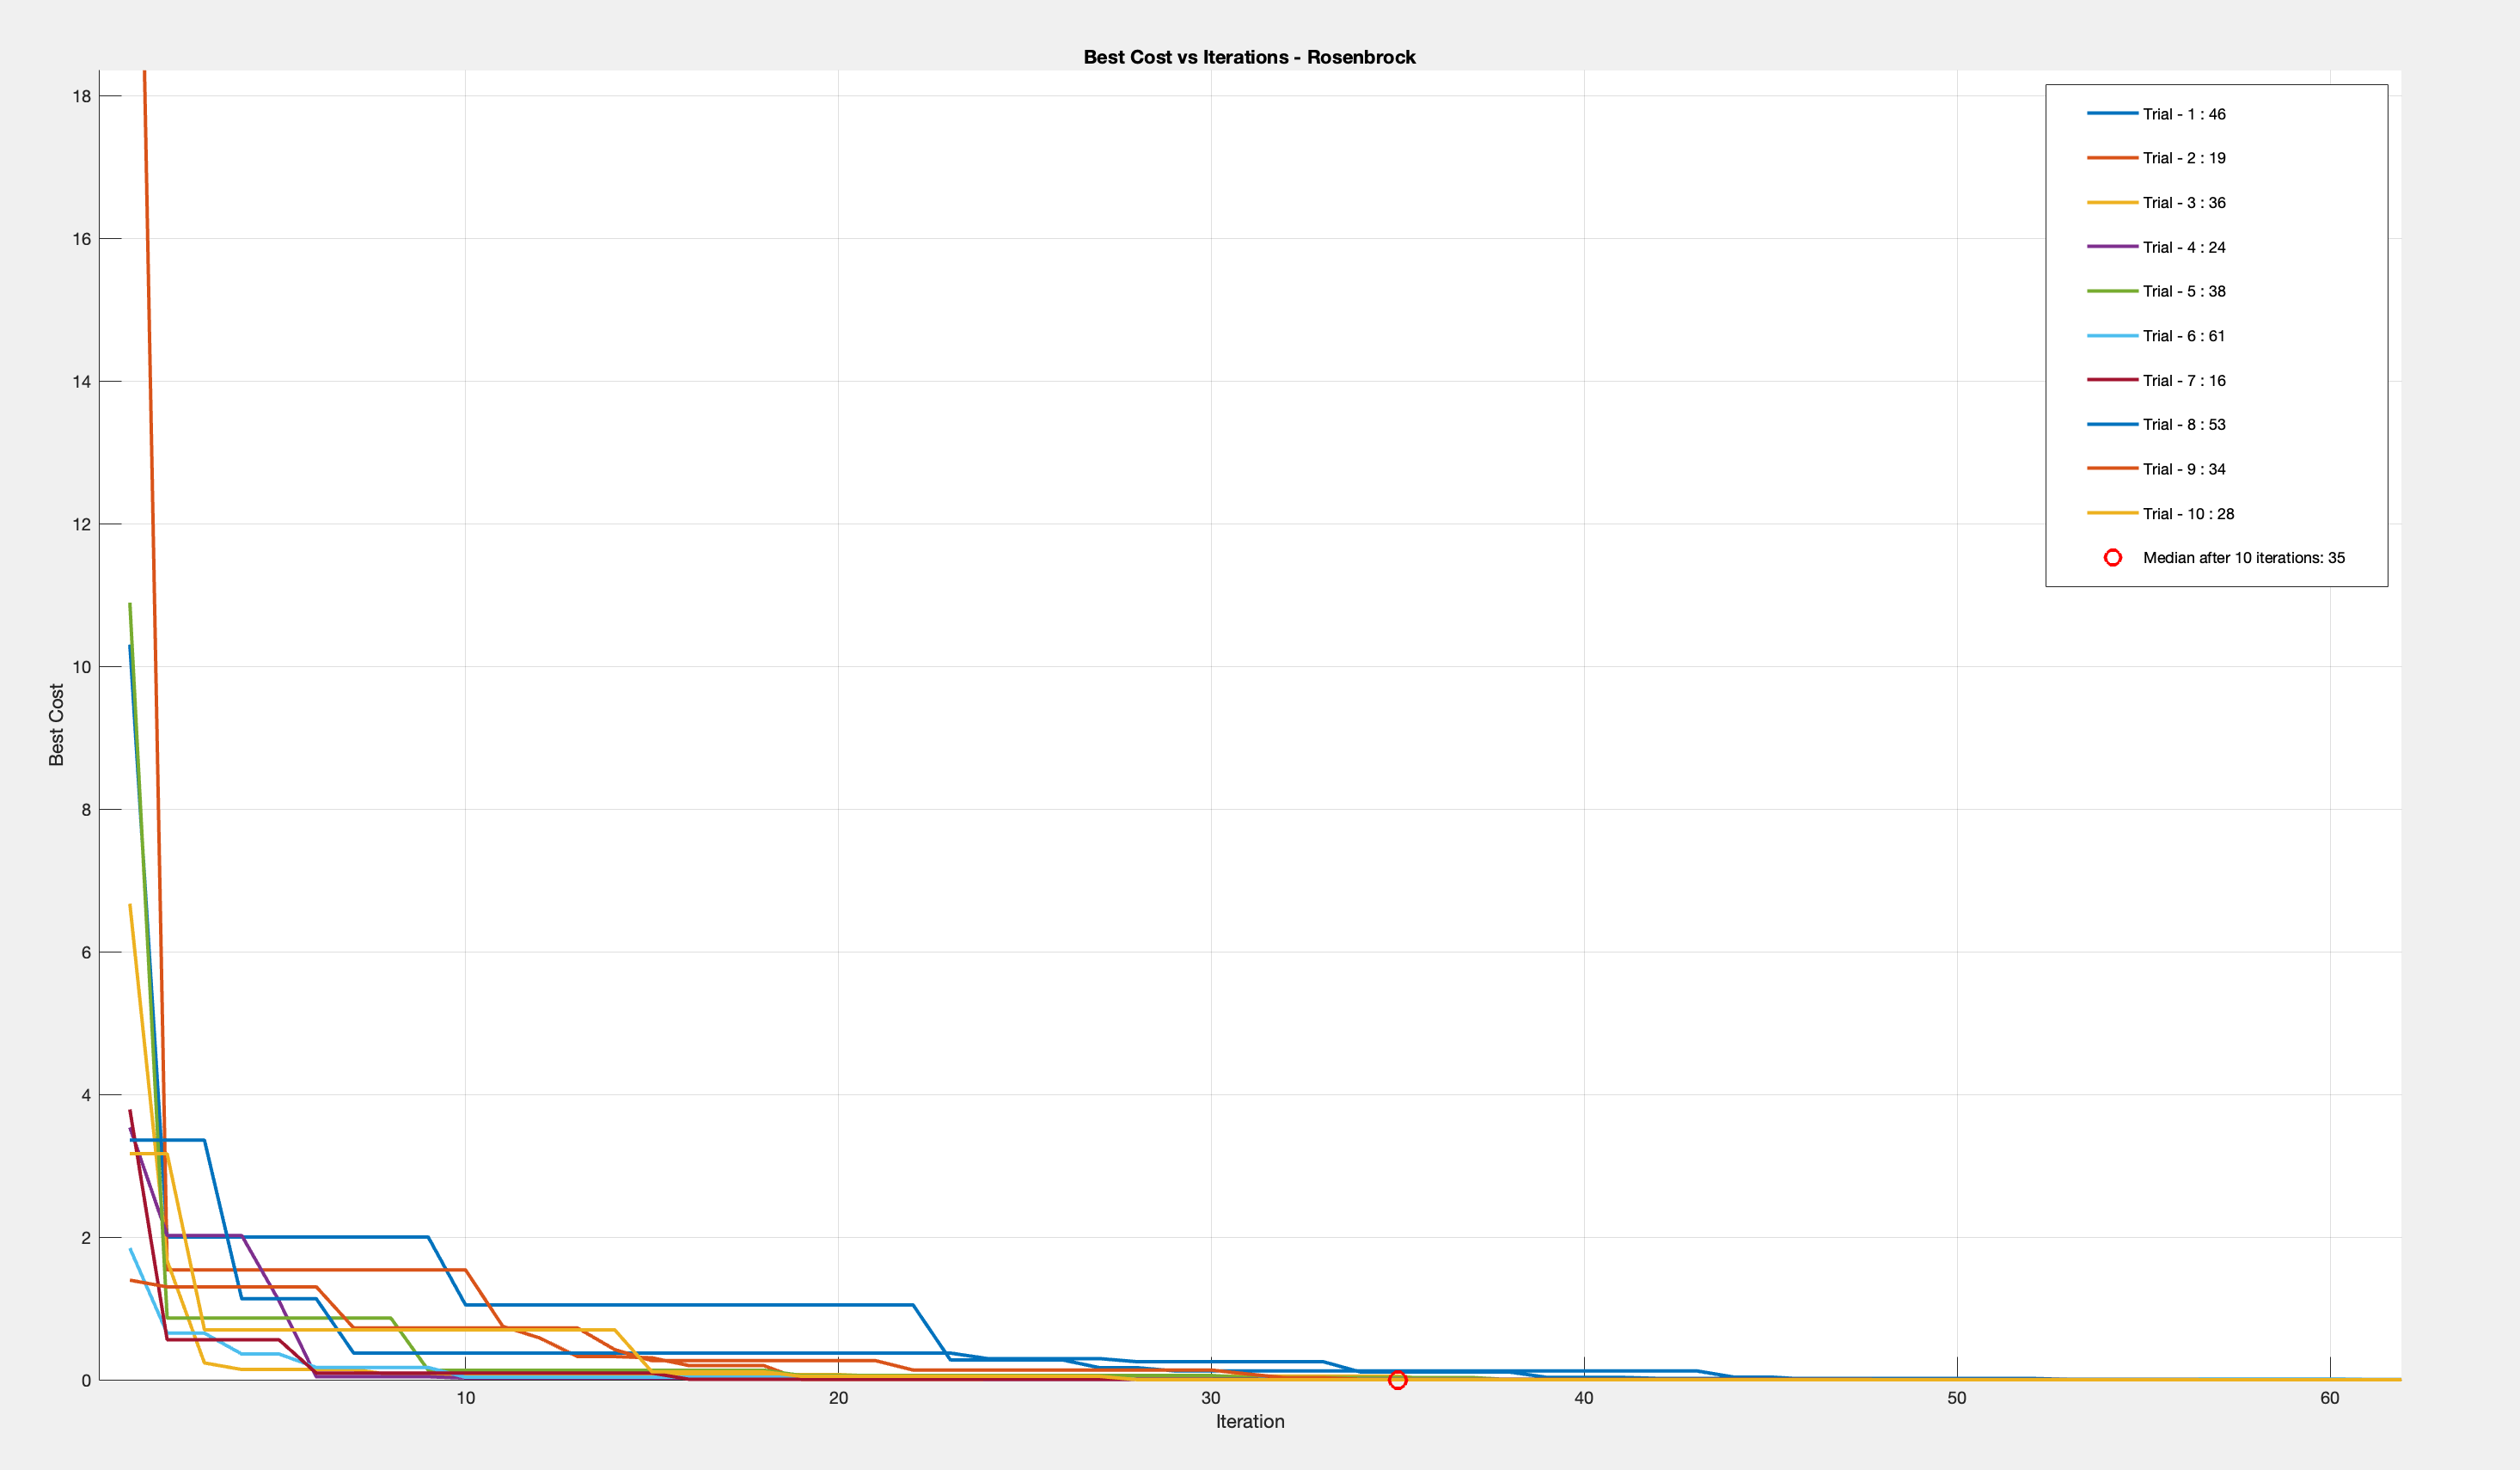 Best Cost vs Iterations - Rosenbrock
18
16
14
12
10
8
6
4
2
0
Best Cost
10 20 30 40 50 60
Iteration
Trial - 1 : 46
Trial - 2 : 19
Trial - 3 : 36
Trial - 4 : 24
Trial - 5 : 38
Trial - 6 : 61
Trial - 7 : 16
Trial - 8 : 53
Trial - 9 : 34
Trial - 10 : 28
Median after 10 iterations: 35